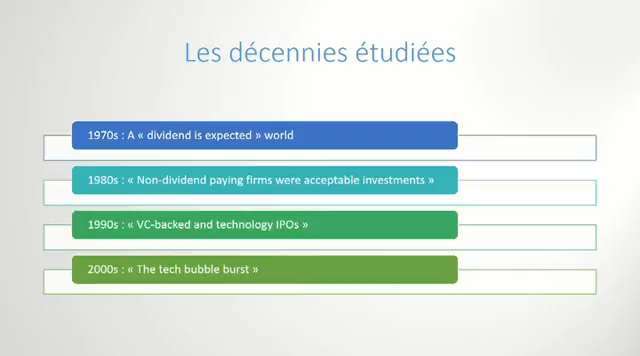 Les décennies étudiées
1970s : A « dividend is expected » world
1980s : « Non-dividend paying firms were acceptable investments »
1990s : « VC-backed and technology IPOs »
2000s : « The tech bubble burst »